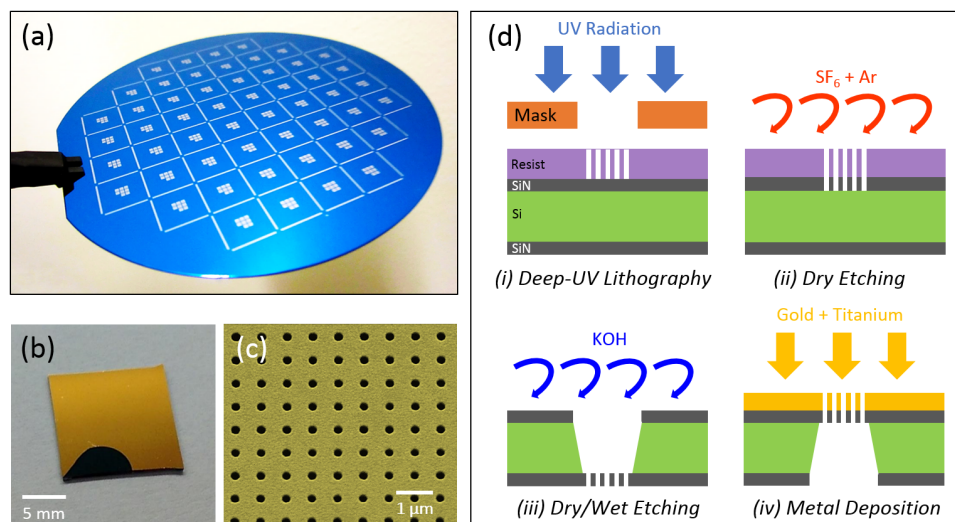 (a)
(b)
5 mm
(c)
1 µm
(d)
UV Radiation
Mask
Resist
SiN
Si
SiN
(i) Deep-UV Lithography
SF6 + Ar
(ii) Dry Etching
KOH
(iii) Dry/Wet Etching
Gold + Titanium
(iv) Metal Deposition